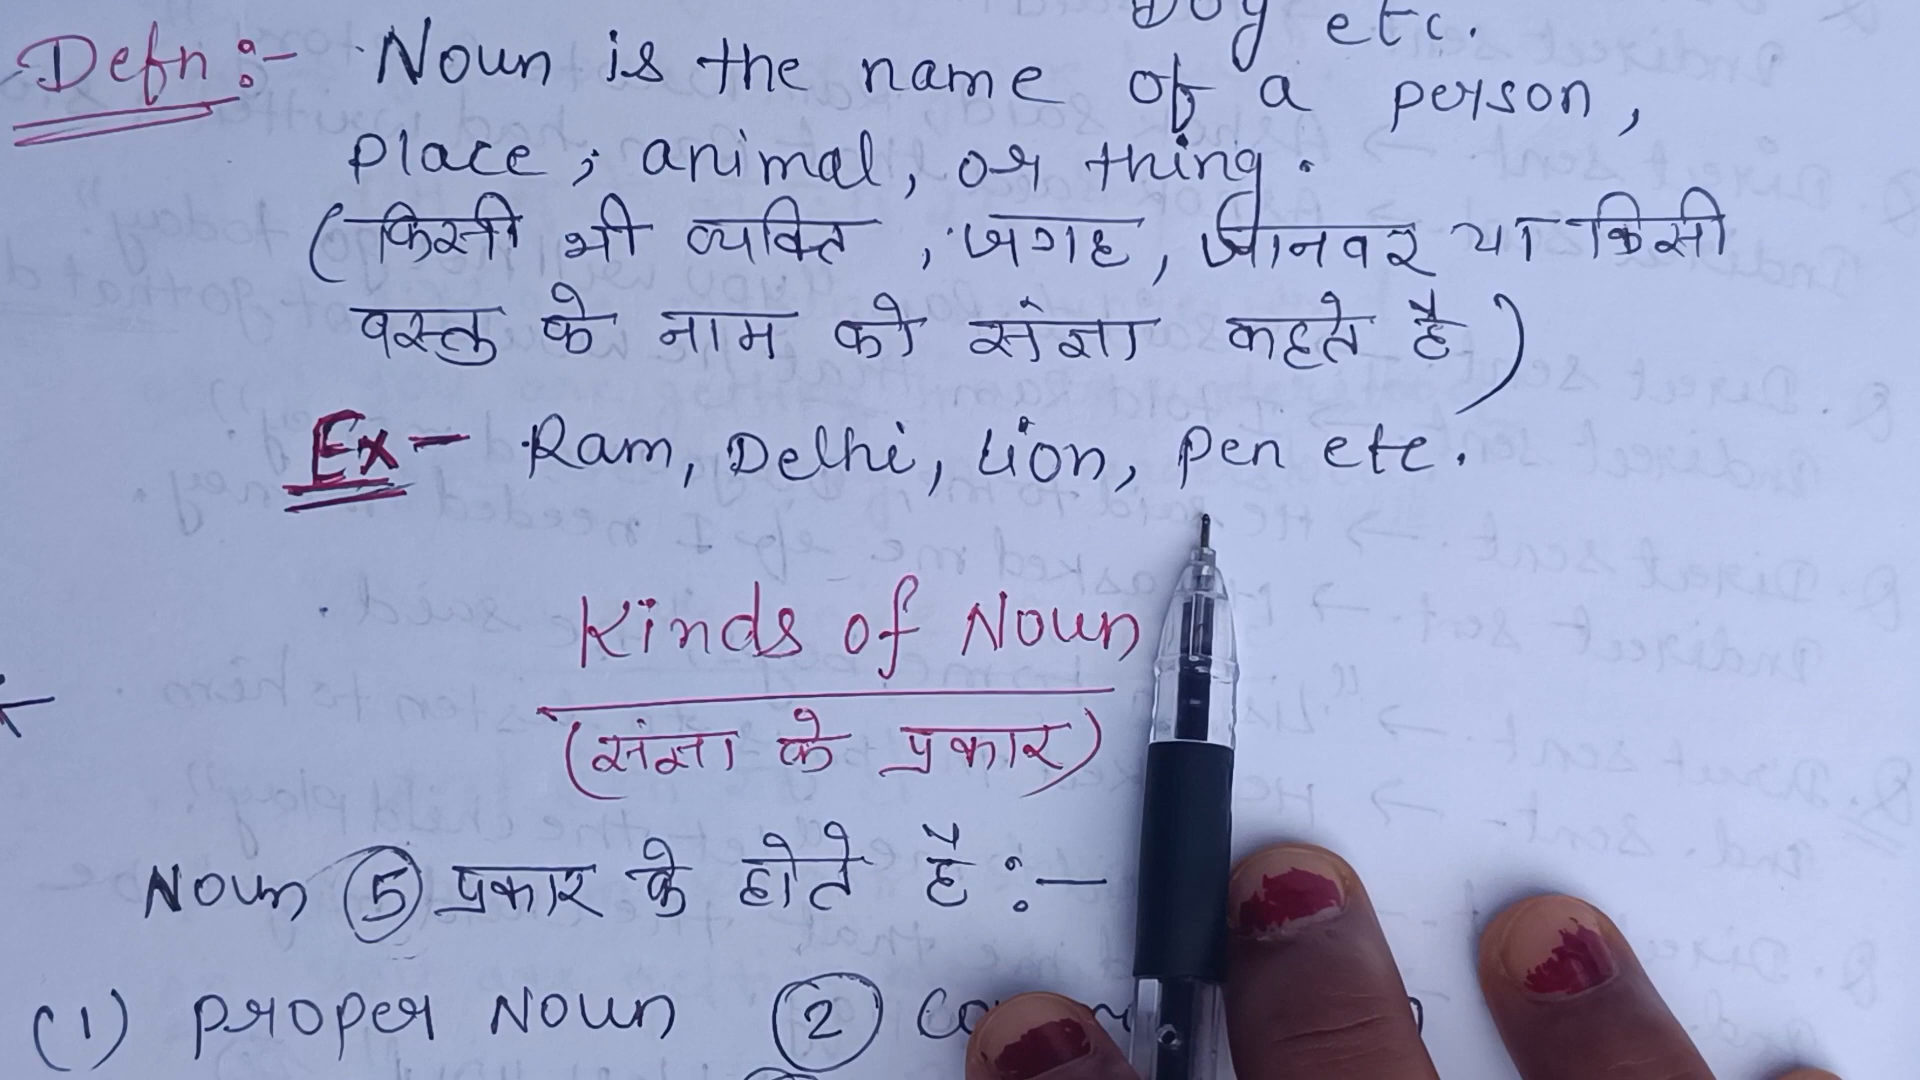 Dog etc.
Defn :- Noun is the name of a person,
place, animal, or thing.
(किसी भी व्यक्ति, जगह, जानवर या किसी
वस्तु के नाम को संज्ञा कहते है)
Ex - Ram, Delhi, Lion, Pen etc.
Kinds of Noun
(संज्ञा के प्रकार)
Noun 5 प्रकार के होते है :-
(1) Proper Noun 2